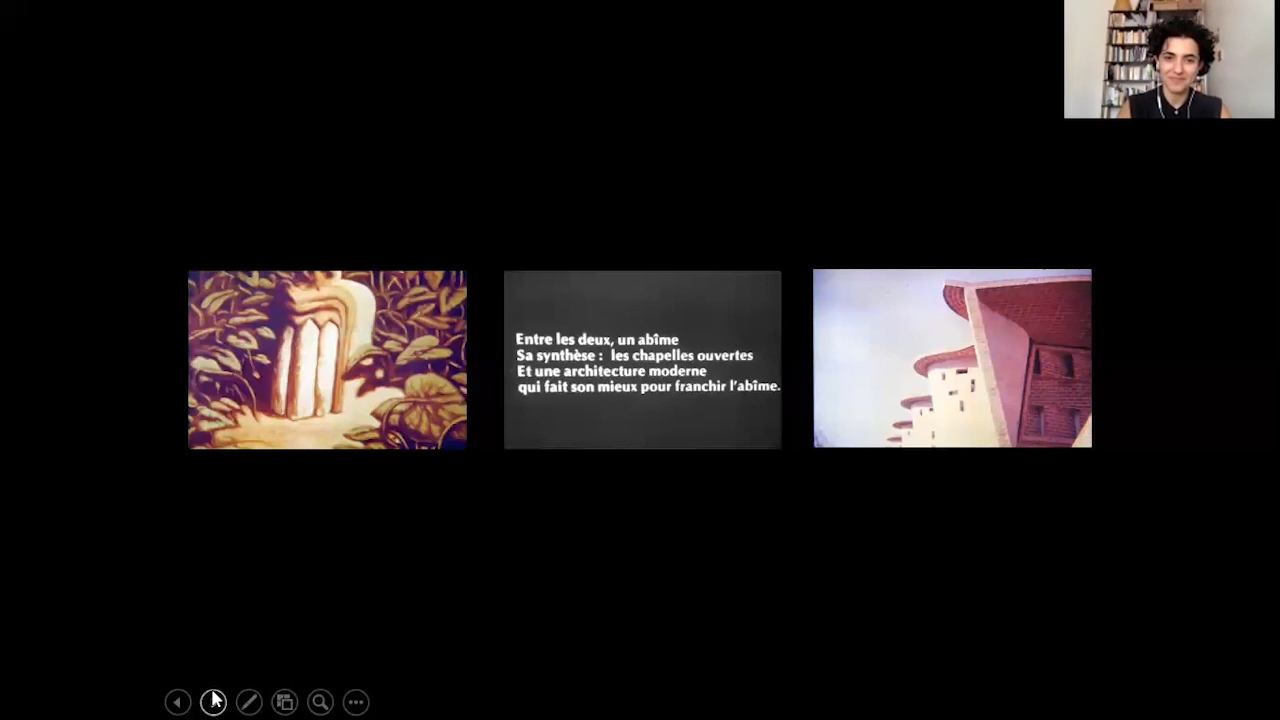 Entre les deux, un abîme
Sa synthèse : les chapelles ouvertes
Et une architecture moderne
qui fait son mieux pour franchir l'abîme.